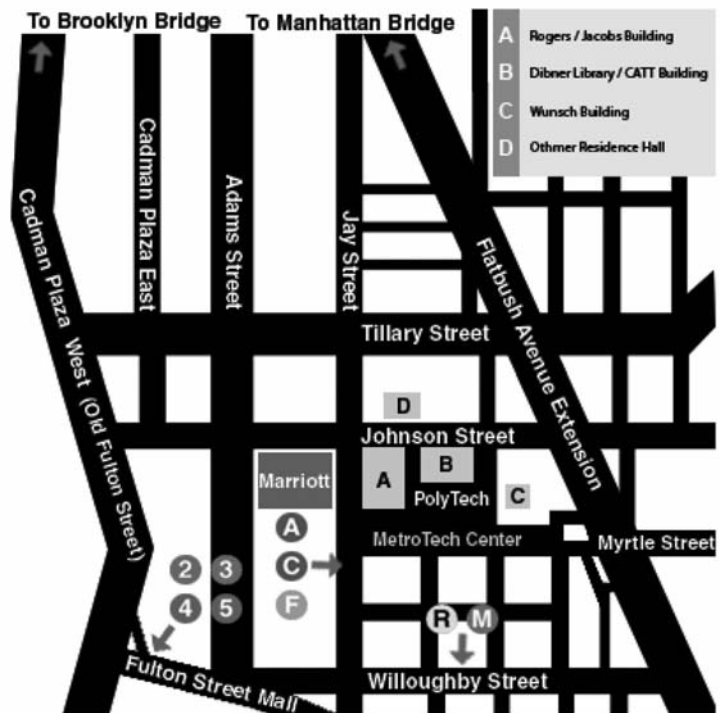 To Brooklyn Bridge
To Manhattan Bridge
A Rogers / Jacobs Building
B Dibner Library / CATT Building
C Wunsch Building
D Othmer Residence Hall
Cadman Plaza West (Old Fulton Street)
Cadman Plaza East
Adams Street
Jay Street
Flatbush Avenue Extension
Tillary Street
D
Johnson Street
Marriott
A
B
PolyTech
C
A
MetroTech Center
Myrtle Street
2 3
C
4 5
F
R M
Fulton Street Mall
Willoughby Street